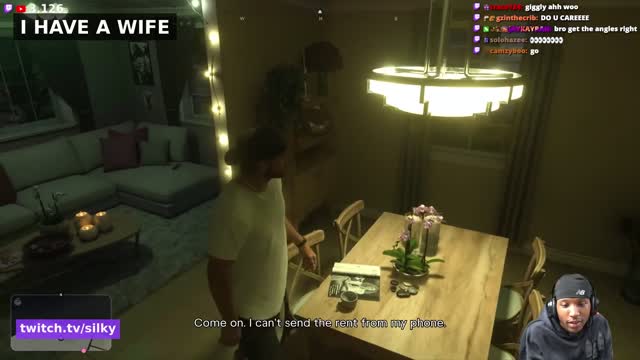 3,126
I HAVE A WIFE
giggly ahh woo
gzinthecrib: DO U CAREEEE
bro get the angles right
solohazee: 👀👀👀👀👀👀👀👀
camzyboo: go
W
N
E
Come on. I can't send the rent from my phone.
twitch.tv/silky